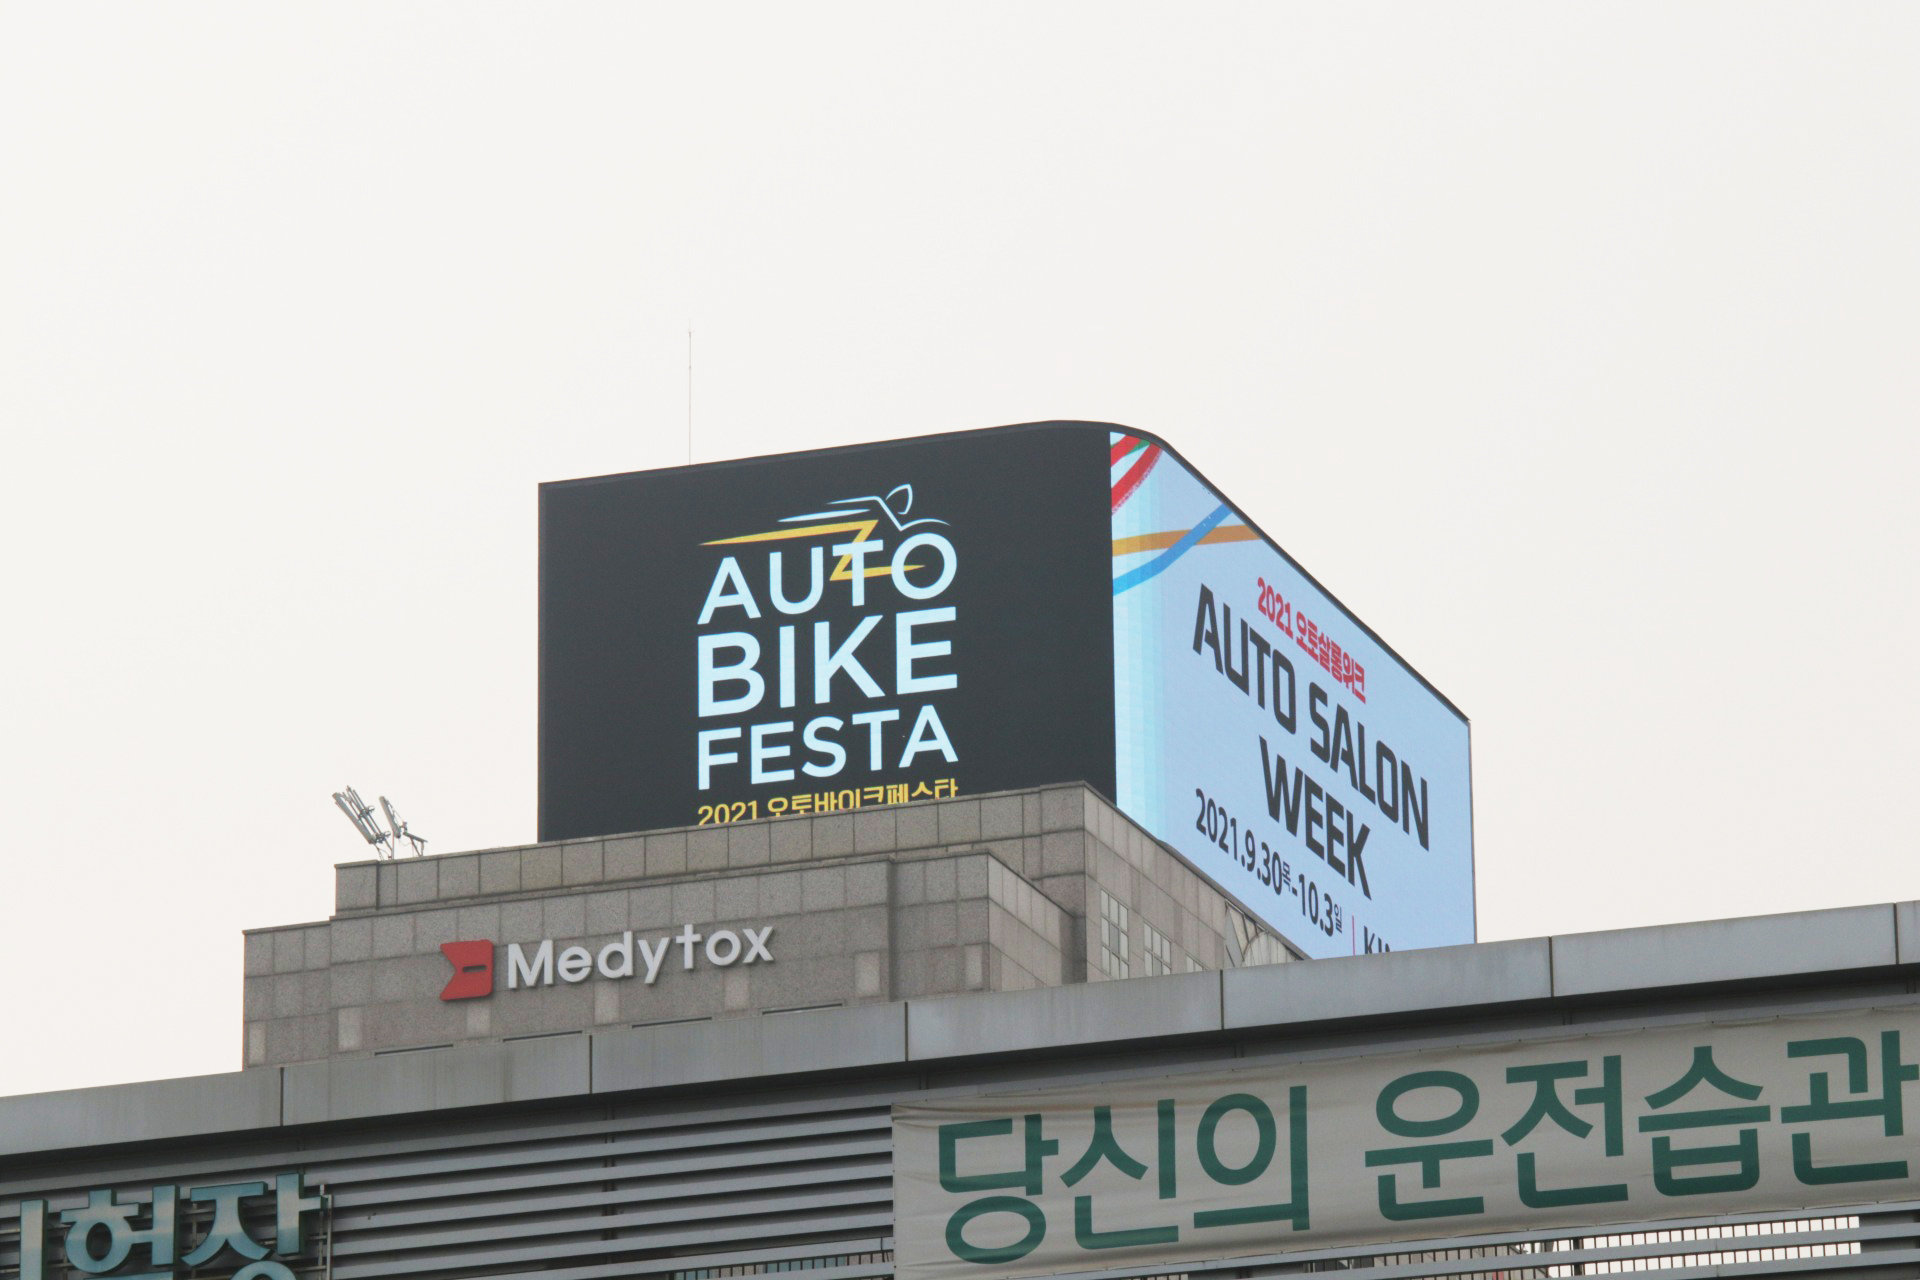 AUTO
BIKE
FESTA
2021 오토바이크페스타
2021 오토살롱위크
AUTO SALON
WEEK
2021.9.30목-10.3일
Medytox
당신의 운전습관
험장